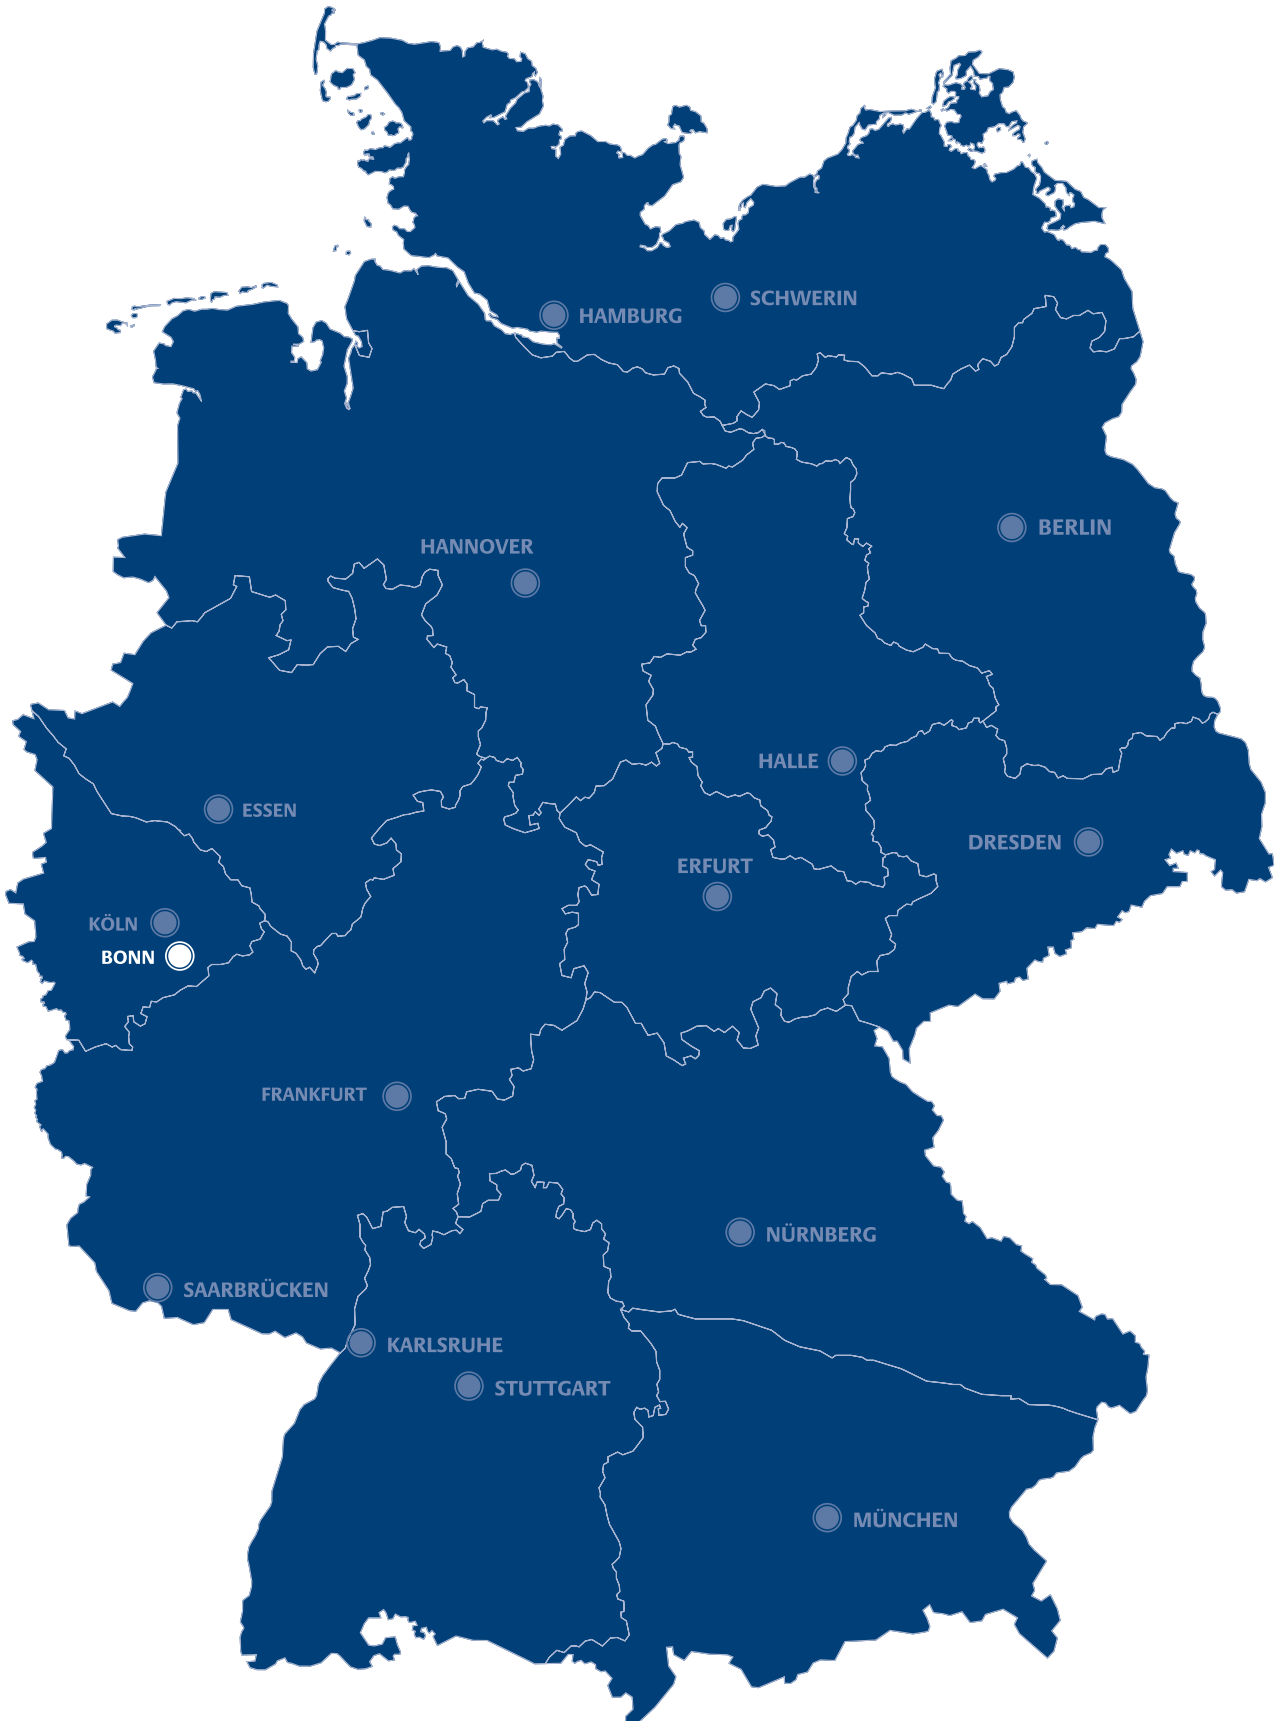 SCHWERIN
HAMBURG
BERLIN
HANNOVER
HALLE
ESSEN
DRESDEN
ERFURT
KÖLN
BONN
FRANKFURT
NÜRNBERG
SAARBRÜCKEN
KARLSRUHE
STUTTGART
MÜNCHEN